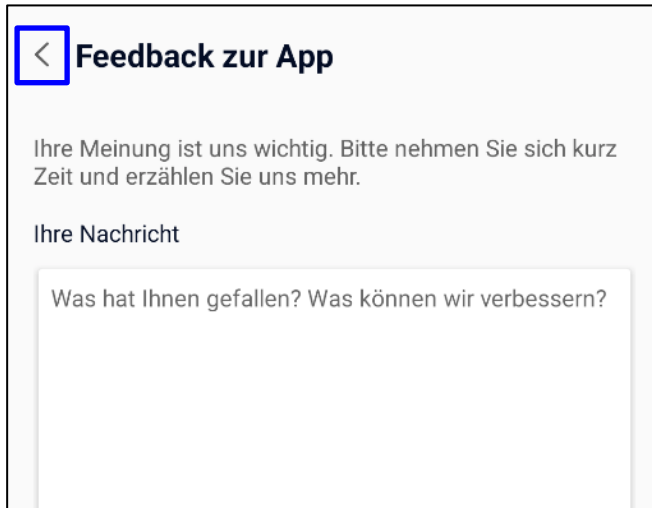 Feedback zur App
Ihre Meinung ist uns wichtig. Bitte nehmen Sie sich kurz
Zeit und erzählen Sie uns mehr.
Ihre Nachricht
Was hat Ihnen gefallen? Was können wir verbessern?